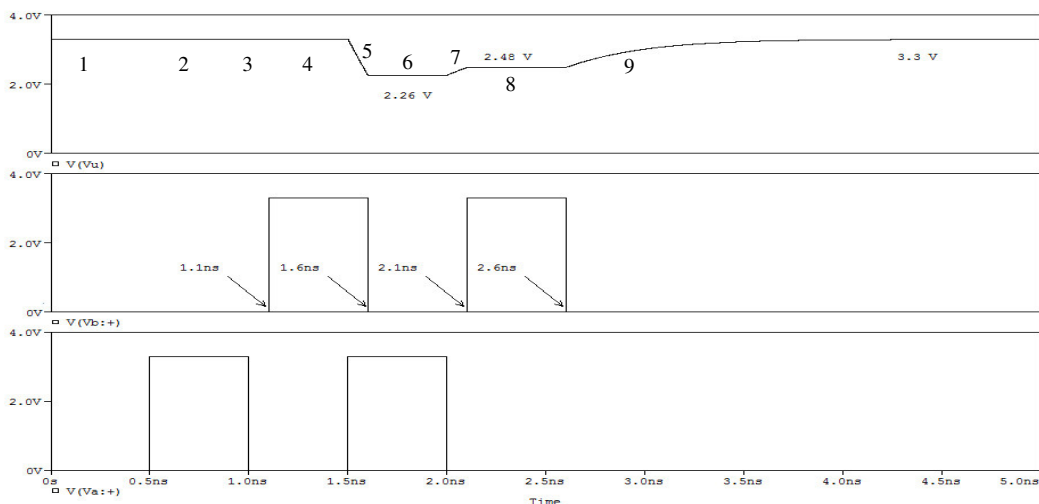 4.0V
5
7
2.48 V
1 2 3 4 6 9 3.3 V
2.0V
8
2.26 V
0V
V(Vu)
4.0V
2.0V
1.1ns 1.6ns 2.1ns 2.6ns
0V
V(Vb:+)
4.0V
2.0V
0V
0s 0.5ns 1.0ns 1.5ns 2.0ns 2.5ns 3.0ns 3.5ns 4.0ns 4.5ns 5.0ns
V(Va:+)
Time